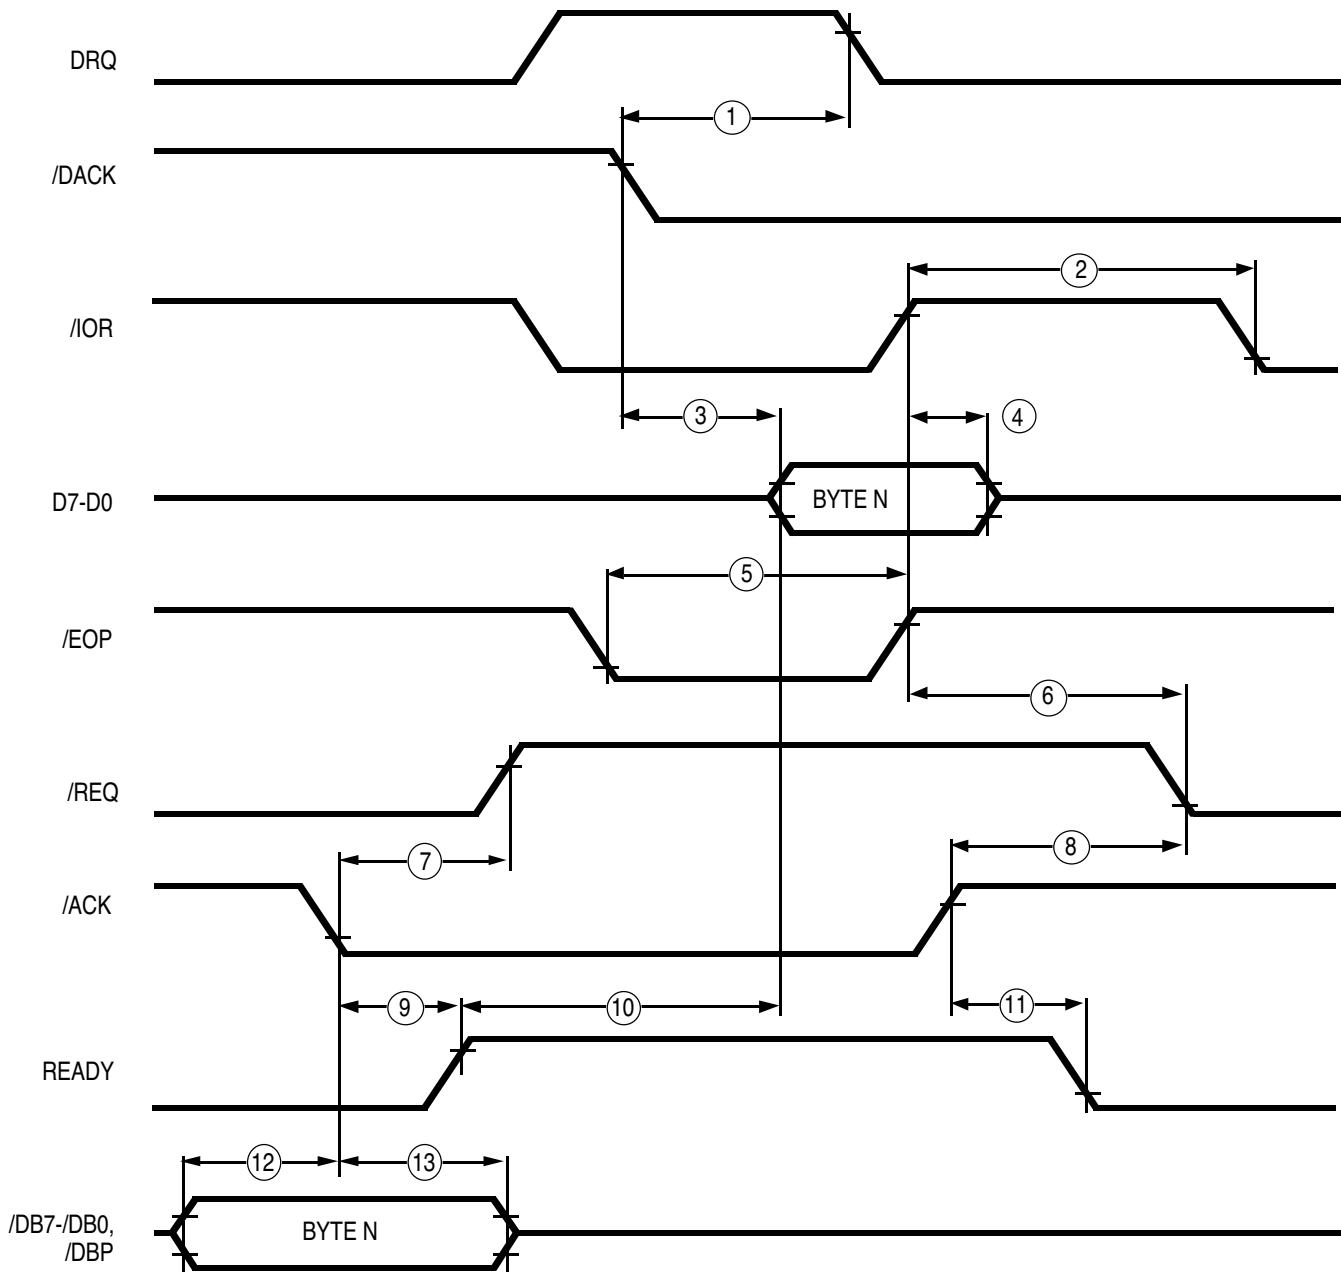 DRQ
1
/DACK
2
/IOR
3
4
D7-D0
BYTE N
5
/EOP
6
/REQ
7
8
/ACK
9
10
11
READY
12
13
/DB7-/DB0,
/DBP
BYTE N